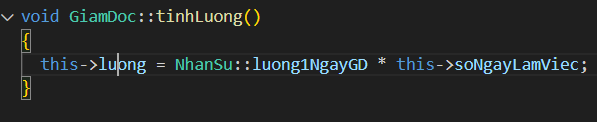 void GiamDoc::tinhLuong()
{
this->luong = NhanSu::luong1NgayGD * this->soNgayLamViec;
}